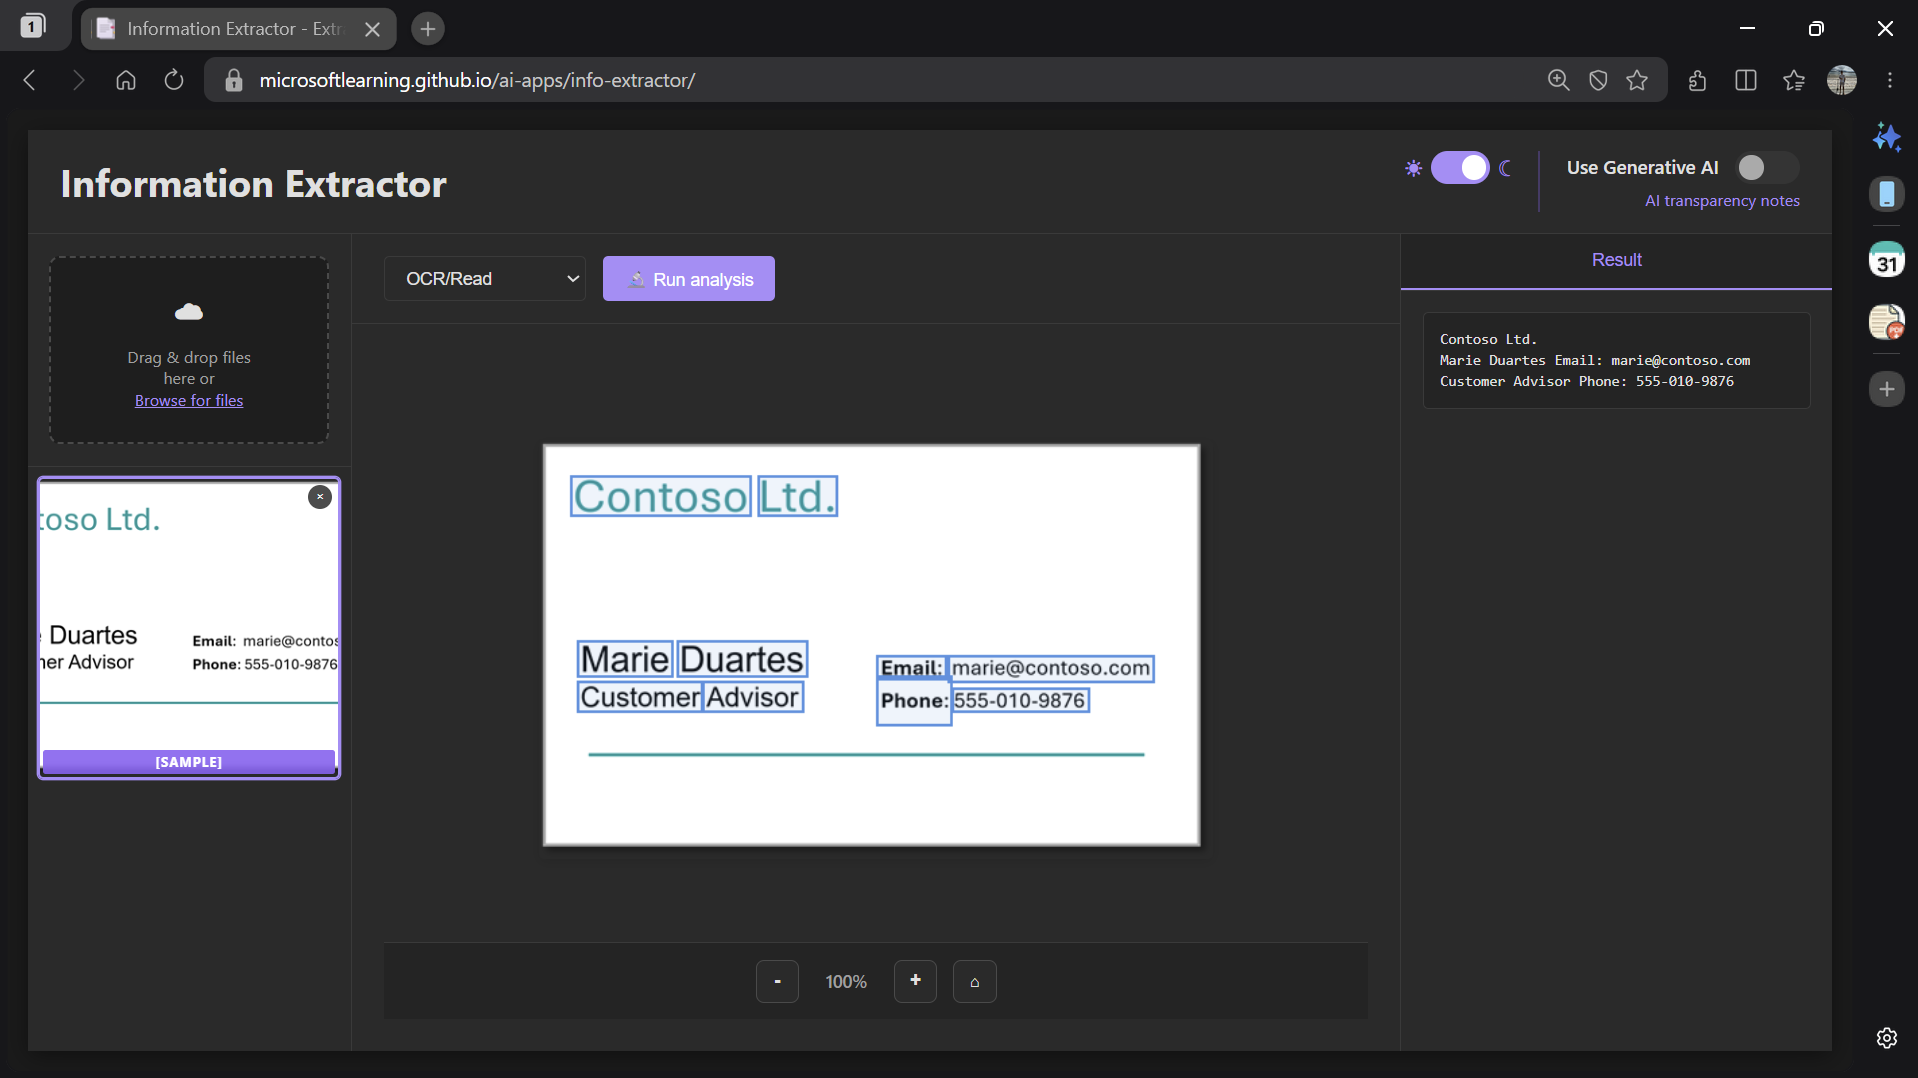 1
Information Extractor - Extr
microsoftlearning.github.io/ai-apps/info-extractor/
Information Extractor
Use Generative AI
AI transparency notes
Drag & drop files
here or
Browse for files
OCR/Read
Run analysis
Result
Contoso Ltd.
Marie Duartes Email: marie@contoso.com
Customer Advisor Phone: 555-010-9876
toso Ltd.
Duartes
ner Advisor
Email: marie@contos
Phone: 555-010-9876
[SAMPLE]
Contoso Ltd.
Marie Duartes
Customer Advisor
Email: marie@contoso.com
Phone: 555-010-9876
- 100% +
31
PDF